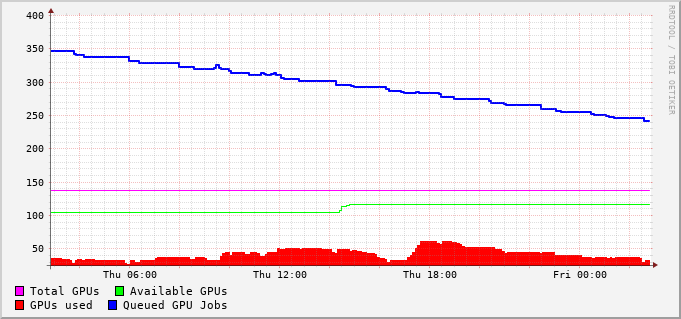 400
350
300
250
200
150
100
50
Thu 06:00 Thu 12:00 Thu 18:00 Fri 00:00
Total GPUs Available GPUs
GPUs used Queued GPU Jobs
RRDTOOL / TOBI OETIKER